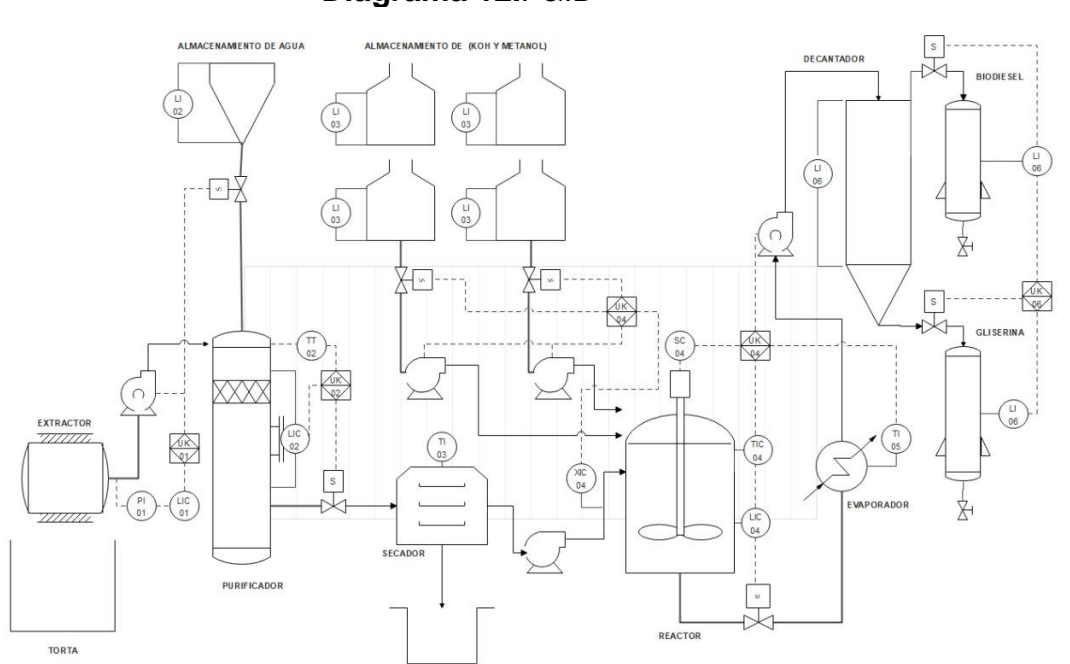 ALMACENAMIENTO DE AGUA
ALMACENAMIENTO DE (KOH Y METANOL)
DECANTADOR
S
BIODIESEL
LI
02
LI
03
LI
03
LI
06
LI
06
S
LI
03
LI
03
C
S
S
UK
04
S
UK
06
GLISERINA
TT
02
SC
04
UK
04
UK
02
C
EXTRACTOR
LIC
02
UK
01
TI
03
TIC
04
TI
05
LI
06
S
XIC
04
PI
01
LIC
01
EVAPORADOR
LIC
04
SECADOR
PURIFICADOR
M
REACTOR
TORTA